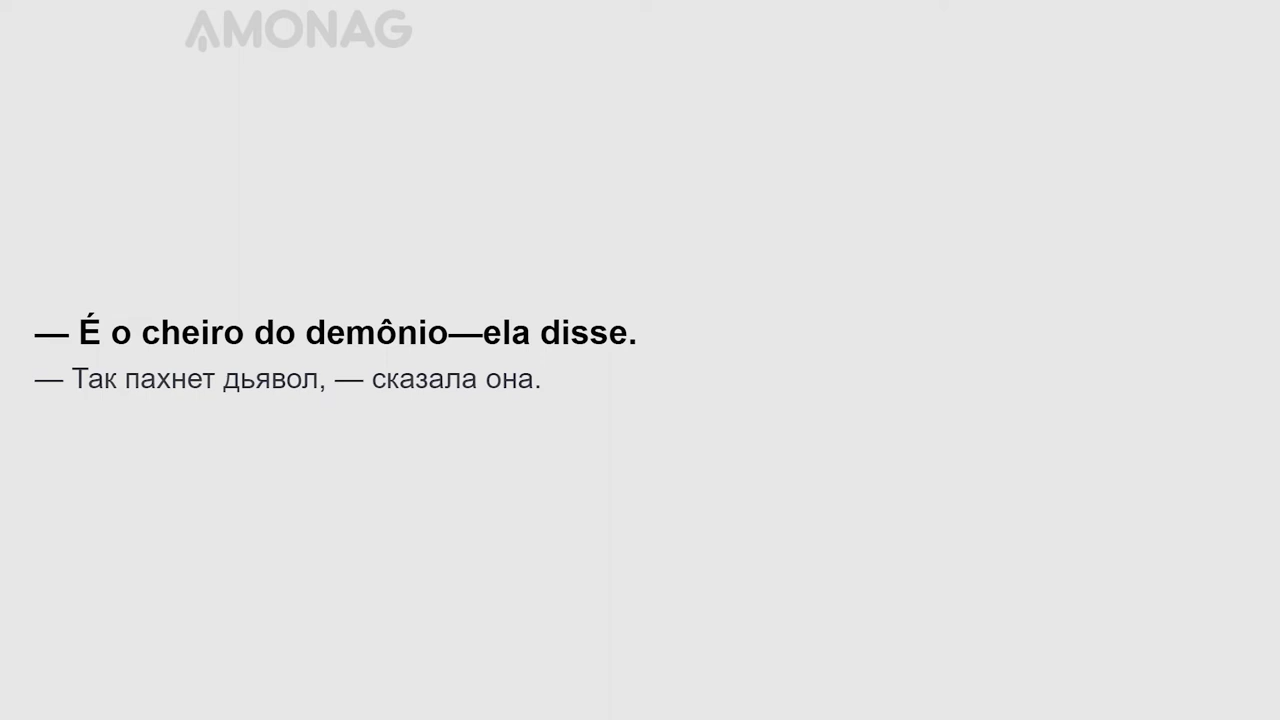 AMONAG
— É o cheiro do demônio—ela disse.
— Так пахнет дьявол, — сказала она.